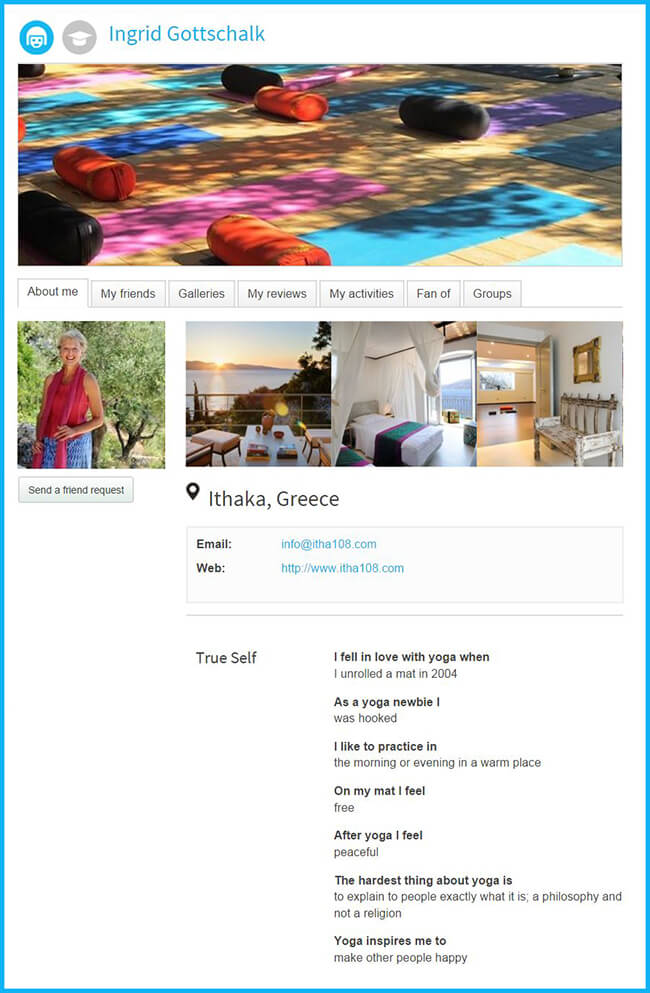 Ingrid Gottschalk
About me
My friends
Galleries
My reviews
My activities
Fan of
Groups
Send a friend request
Ithaka, Greece
Email: info@itha108.com
Web: http://www.itha108.com
True Self
I fell in love with yoga when
I unrolled a mat in 2004
As a yoga newbie I
was hooked
I like to practice in
the morning or evening in a warm place
On my mat I feel
free
After yoga I feel
peaceful
The hardest thing about yoga is
to explain to people exactly what it is; a philosophy and
not a religion
Yoga inspires me to
make other people happy